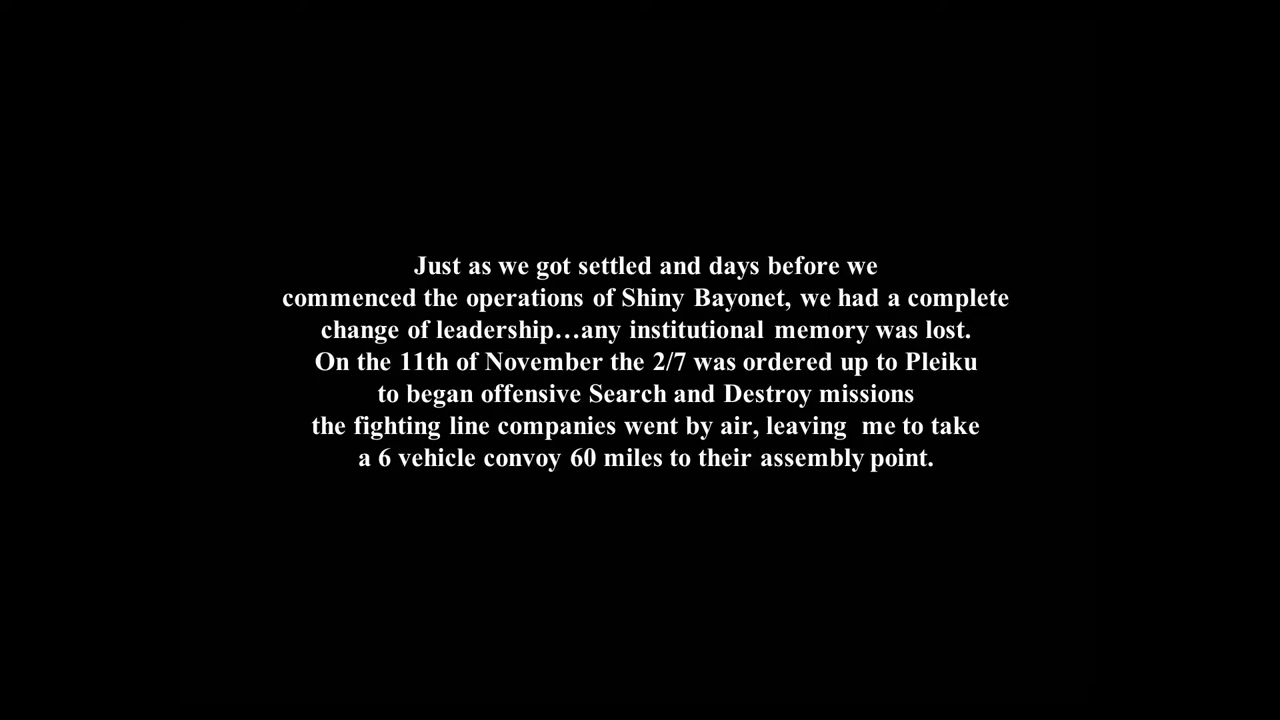 Just as we got settled and days before we
commenced the operations of Shiny Bayonet, we had a complete
change of leadership…any institutional memory was lost.
On the 11th of November the 2/7 was ordered up to Pleiku
to began offensive Search and Destroy missions
the fighting line companies went by air, leaving  me to take
a 6 vehicle convoy 60 miles to their assembly point.